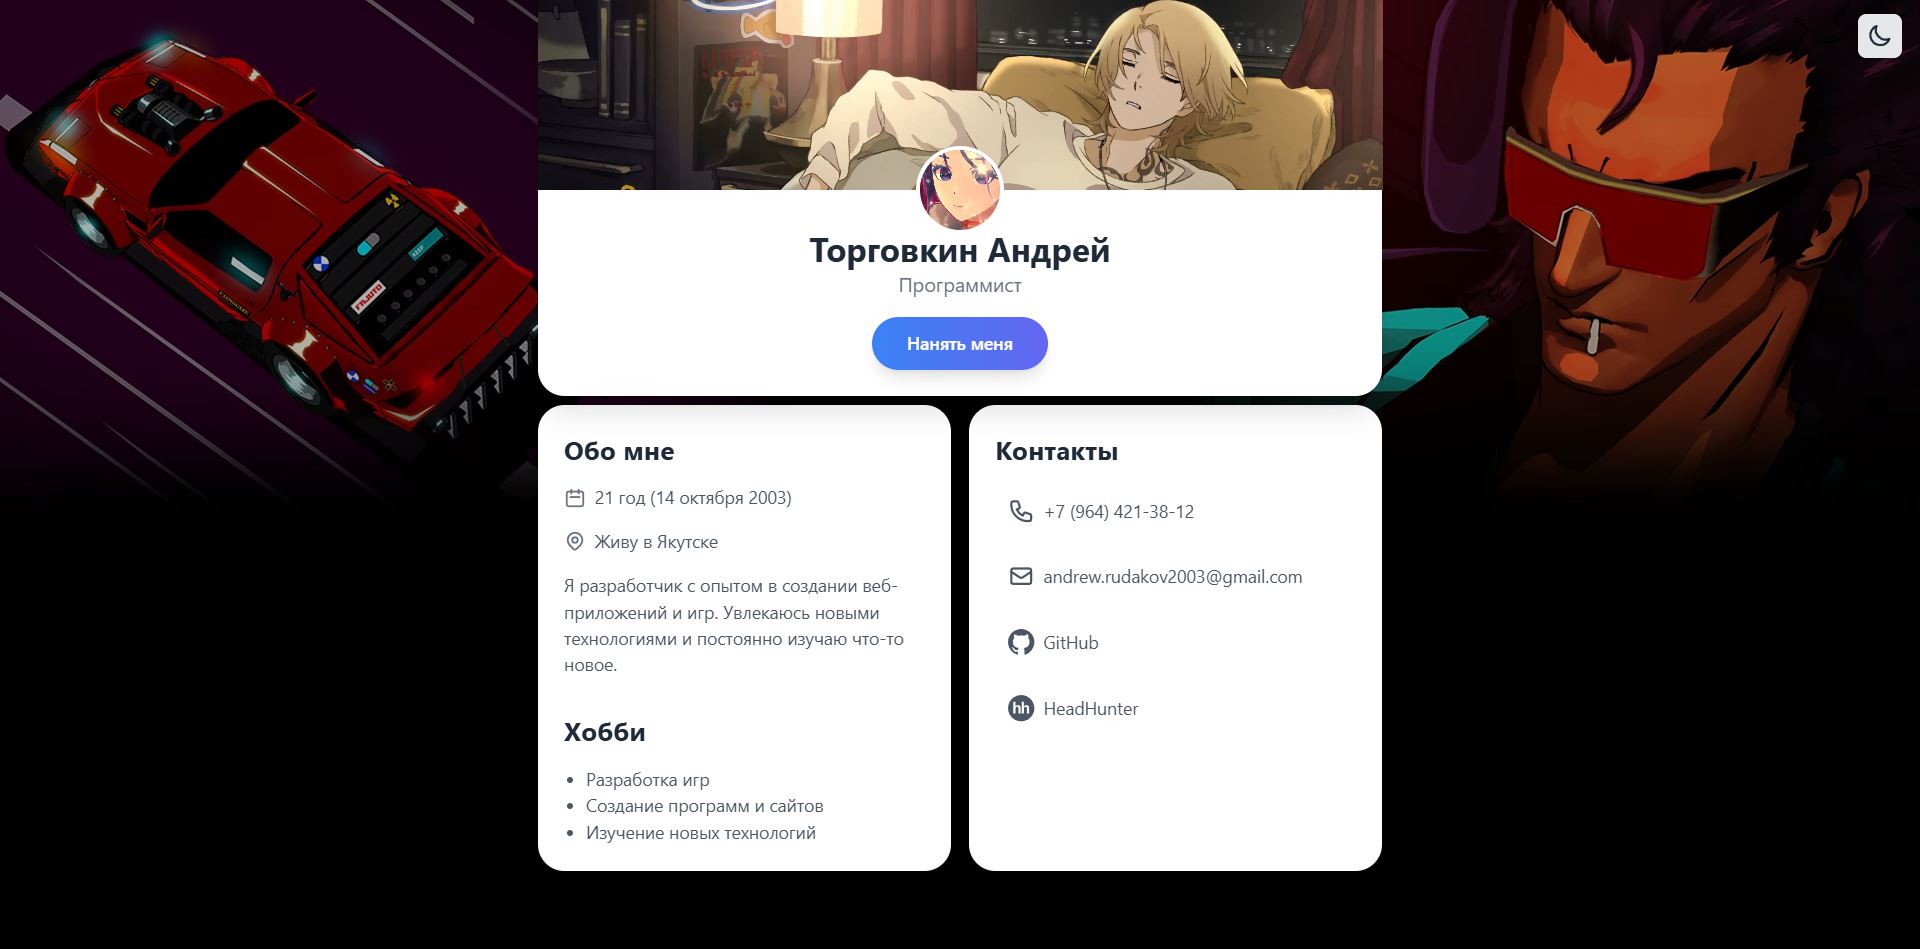 Торговкин Андрей
Программист
Нанять меня
Обо мне
21 год (14 октября 2003)
Живу в Якутске
Я разработчик с опытом в создании веб-
приложений и игр. Увлекаюсь новыми
технологиями и постоянно изучаю что-то
новое.
Хобби
• Разработка игр
• Создание программ и сайтов
• Изучение новых технологий
Контакты
+7 (964) 421-38-12
andrew.rudakov2003@gmail.com
GitHub
hh HeadHunter